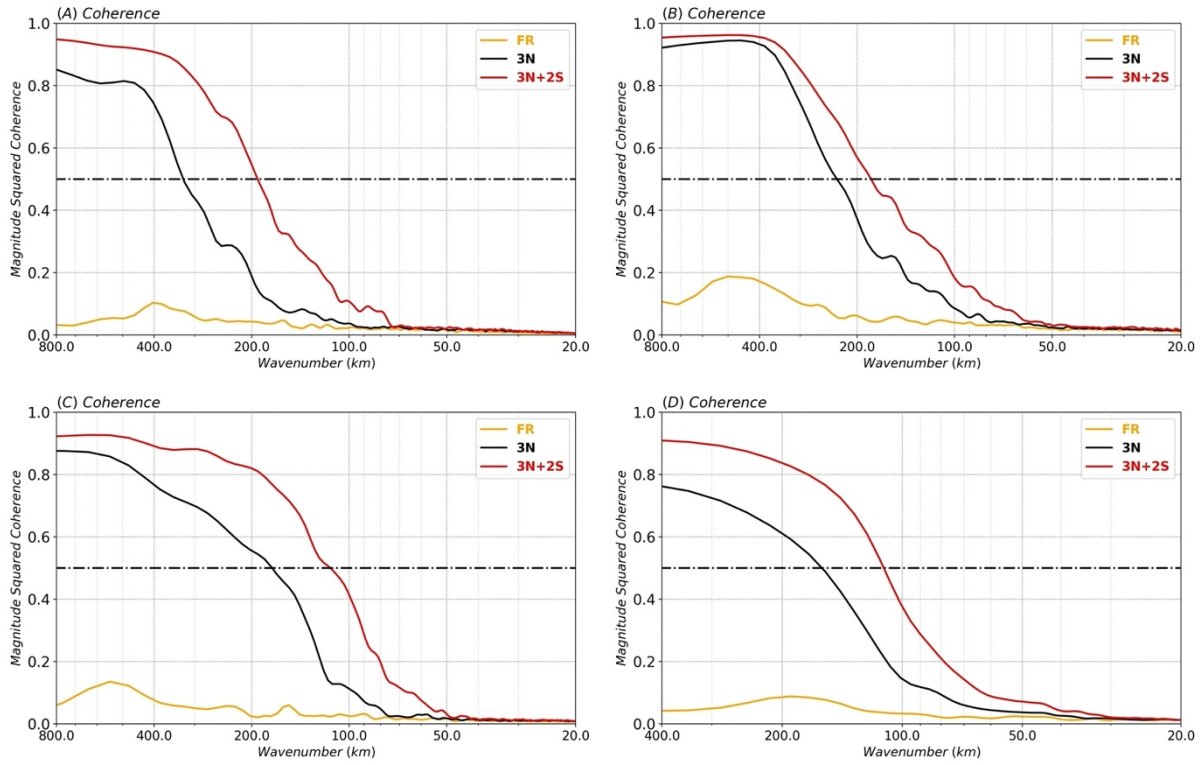 (A) Coherence
1.0
0.8
0.6
0.4
0.2
0.0
Magnitude Squared Coherence
FR
3N
3N+2S
800.0 400.0 200.0 100.0 50.0 20.0
Wavenumber (km)
(B) Coherence
1.0
0.8
0.6
0.4
0.2
0.0
Magnitude Squared Coherence
FR
3N
3N+2S
800.0 400.0 200.0 100.0 50.0 20.0
Wavenumber (km)
(C) Coherence
1.0
0.8
0.6
0.4
0.2
0.0
Magnitude Squared Coherence
FR
3N
3N+2S
800.0 400.0 200.0 100.0 50.0 20.0
Wavenumber (km)
(D) Coherence
1.0
0.8
0.6
0.4
0.2
0.0
Magnitude Squared Coherence
FR
3N
3N+2S
400.0 200.0 100.0 50.0 20.0
Wavenumber (km)